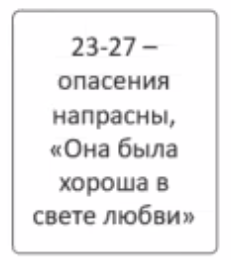 23-27 –
опасения
напрасны,
«Она была
хороша в
свете любви»